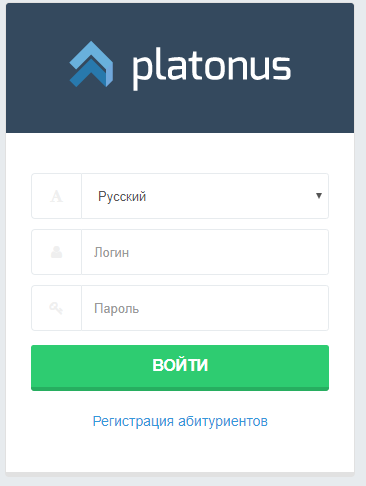 platonus
Русский
Логин
Пароль
ВОЙТИ
Регистрация абитуриентов